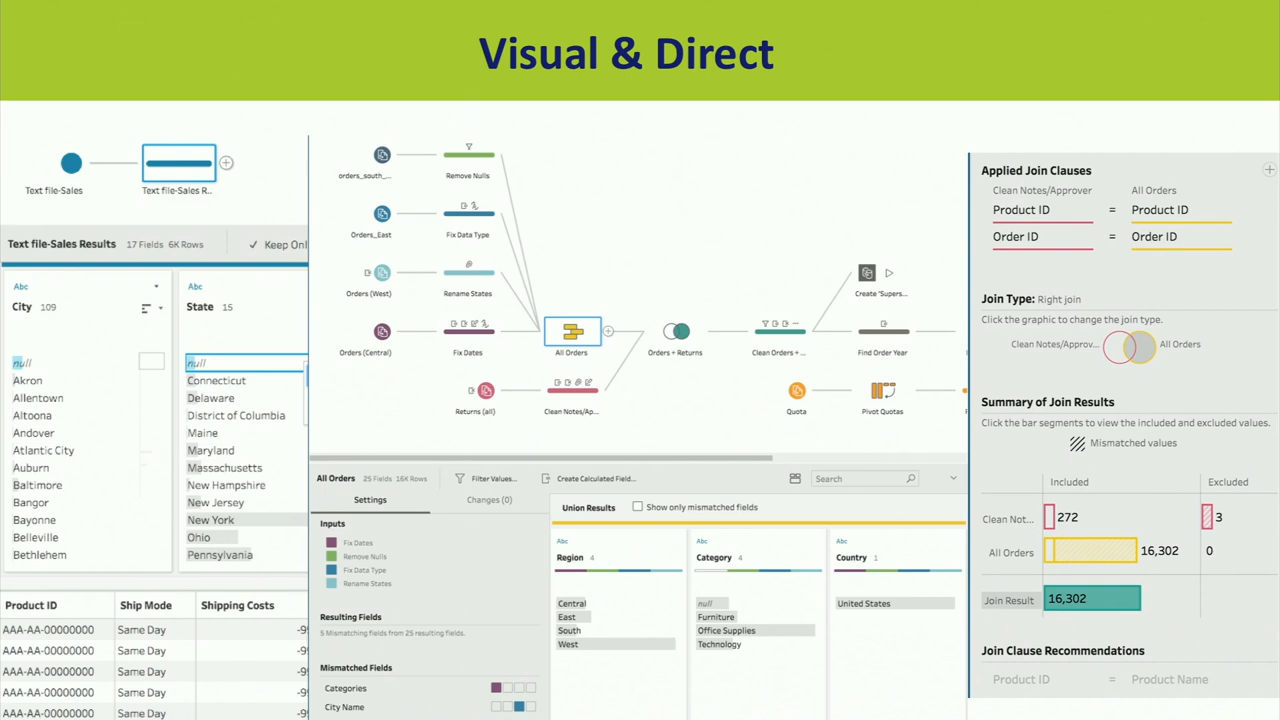 Visual & Direct
Text file-Sales
Text file-Sales R..
Text file-Sales Results 17 Fields 6K Rows
Keep Onl
Abc
City 109
null
Akron
Allentown
Altoona
Andover
Atlantic City
Auburn
Baltimore
Bangor
Bayonne
Belleville
Bethlehem
Abc
State 15
null
Connecticut
Delaware
District of Columbia
Maine
Maryland
Massachusetts
New Hampshire
New Jersey
New York
Ohio
Pennsylvania
Product ID Ship Mode Shipping Costs
AAA-AA-00000000 Same Day -99
AAA-AA-00000000 Same Day -99
AAA-AA-00000000 Same Day -99
AAA-AA-00000000 Same Day -99
AAA-AA-00000000 Same Day -99
orders_south_...
Remove Nulls
Orders_East
Fix Data Type
Orders (West)
Rename States
Create 'Supers...
Orders (Central)
Fix Dates
All Orders
Orders + Returns
Clean Orders + ...
Find Order Year
Returns (all)
Clean Notes/Ap...
Quota
Pivot Quotas
All Orders 25 Fields 16K Rows
Filter Values...
Create Calculated Field...
Search
Settings
Changes (0)
Inputs
Fix Dates
Remove Nulls
Fix Data Type
Rename States
Resulting Fields
5 Mismatching fields from 25 resulting fields.
Mismatched Fields
Categories
City Name
Union Results
Show only mismatched fields
Abc
Region 4
Central
East
South
West
Abc
Category 4
null
Furniture
Office Supplies
Technology
Abc
Country 1
United States
Applied Join Clauses
Clean Notes/Approver All Orders
Product ID = Product ID
Order ID = Order ID
Join Type: Right join
Click the graphic to change the join type.
Clean Notes/Approv... All Orders
Summary of Join Results
Click the bar segments to view the included and excluded values.
Mismatched values
Included Excluded
Clean Not... 272 3
All Orders 16,302 0
Join Result 16,302
Join Clause Recommendations
Product ID = Product Name